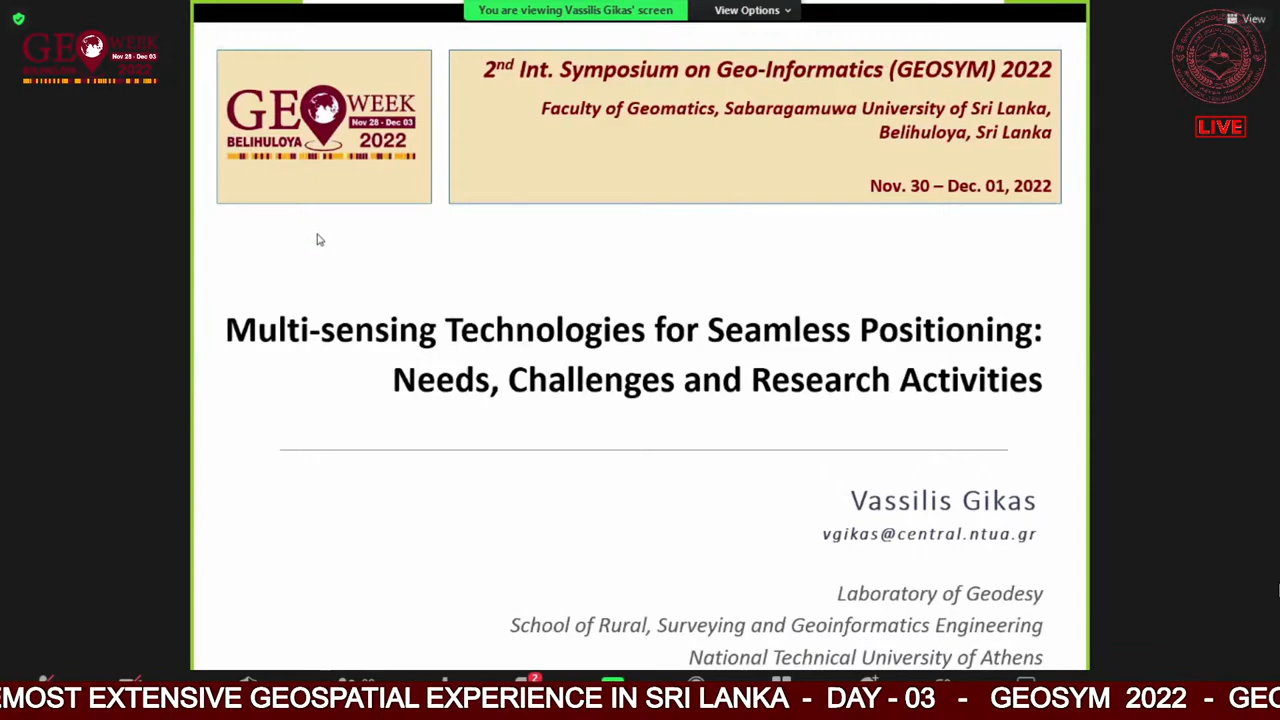 You are viewing Vassilis Gikas' screen
View Options
View
GEO WEEK
Nov 28 - Dec 03
2022
LIVE
GEO WEEK
Nov 28 - Dec 03
BELIHULOYA 2022
2nd Int. Symposium on Geo-Informatics (GEOSYM) 2022
Faculty of Geomatics, Sabaragamuwa University of Sri Lanka,
Belihuloya, Sri Lanka
Nov. 30 – Dec. 01, 2022
Multi-sensing Technologies for Seamless Positioning:
Needs, Challenges and Research Activities
Vassilis Gikas
vgikas@central.ntua.gr
Laboratory of Geodesy
School of Rural, Surveying and Geoinformatics Engineering
National Technical University of Athens
2
EMOST EXTENSIVE GEOSPATIAL EXPERIENCE IN SRI LANKA - DAY - 03 - GEOSYM 2022 - GEO